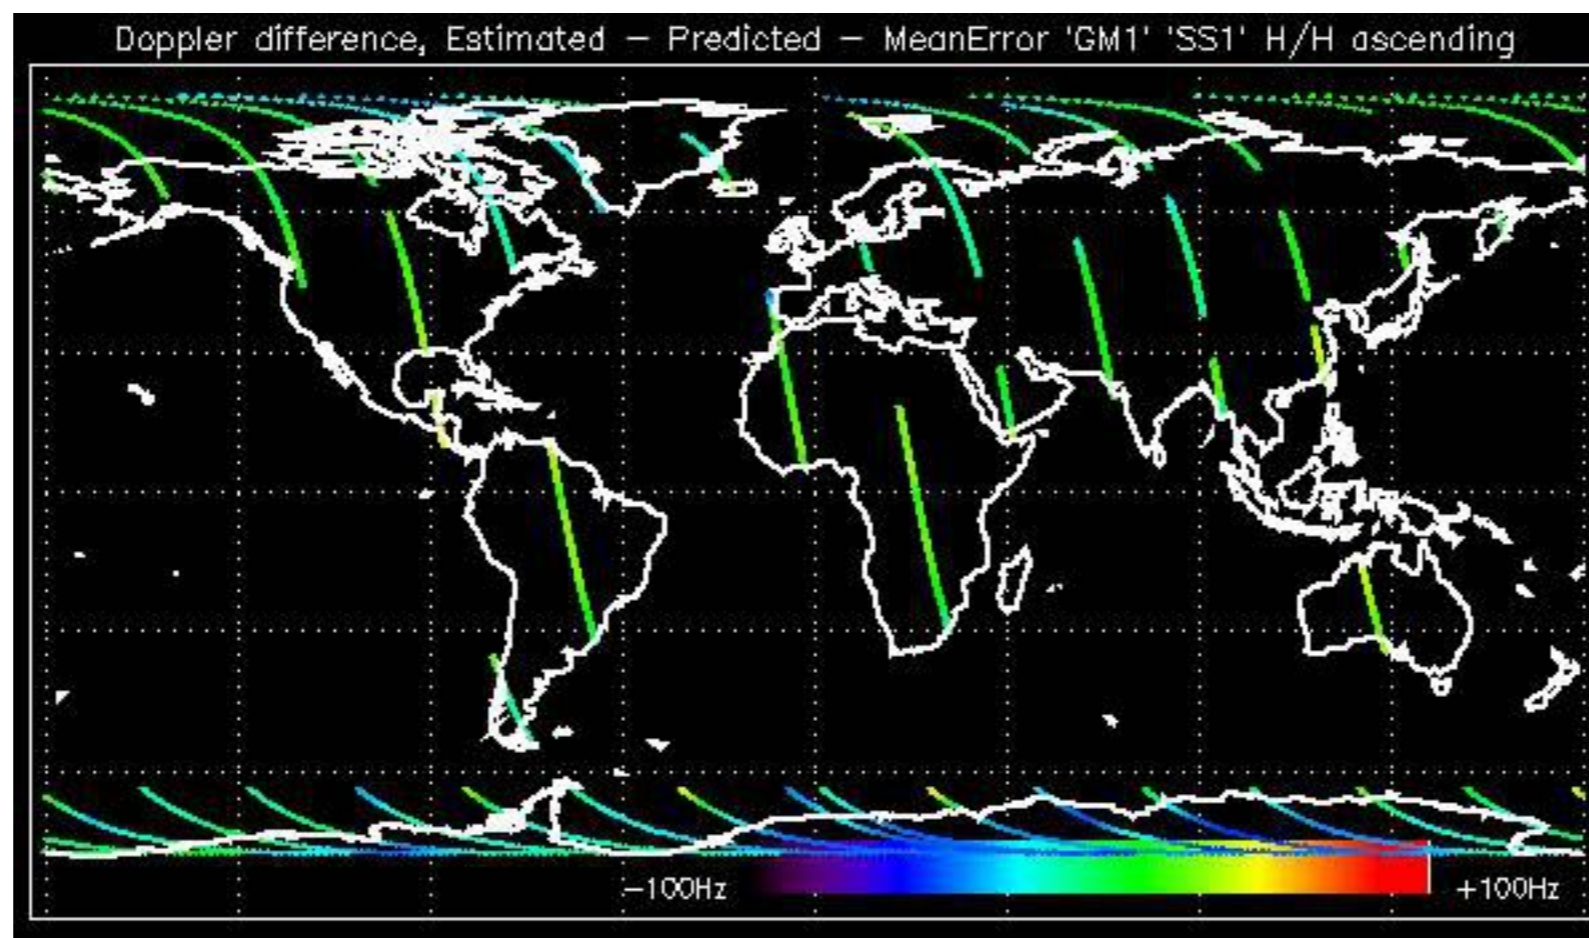 Doppler difference, Estimated – Predicted – MeanError 'GM1' 'SS1' H/H ascending
–100Hz
+100Hz